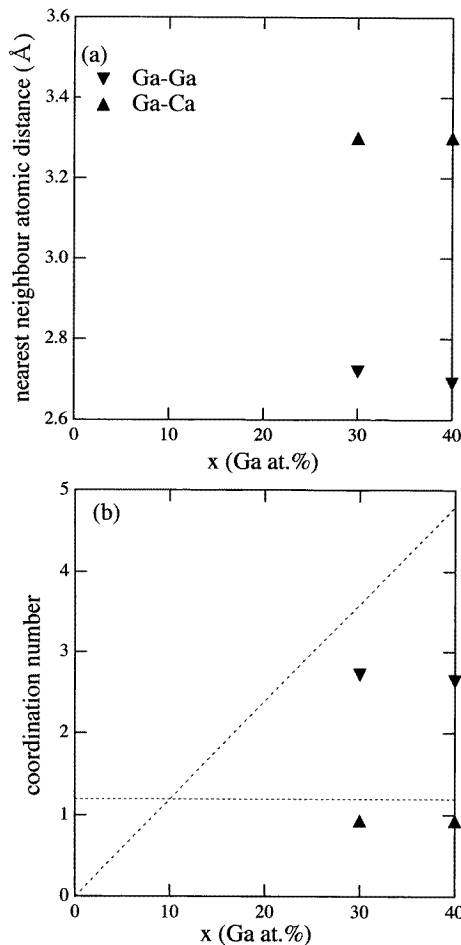 3.6
(a)
▼ Ga-Ga
▲ Ga-Ca
3.4
3.2
3.0
2.8
2.6
nearest neighbour atomic distance (Å)
0 10 20 30 40
x (Ga at.%)
5
(b)
4
3
2
1
0
coordination number
0 10 20 30 40
x (Ga at.%)